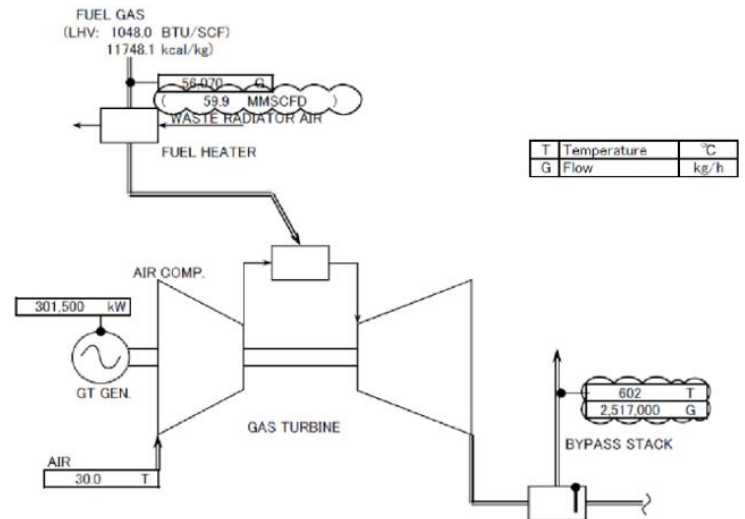 FUEL GAS
(LHV: 1048.0 BTU/SCF)
11748.1 kcal/kg)
56,070 G
( 59.9 MMSCFD )
WASTE RADIATOR AIR
FUEL HEATER
T Temperature °C
G Flow kg/h
AIR COMP.
301,500 kW
GT GEN.
GAS TURBINE
602 T
2,517,000 G
BYPASS STACK
AIR
30.0 T